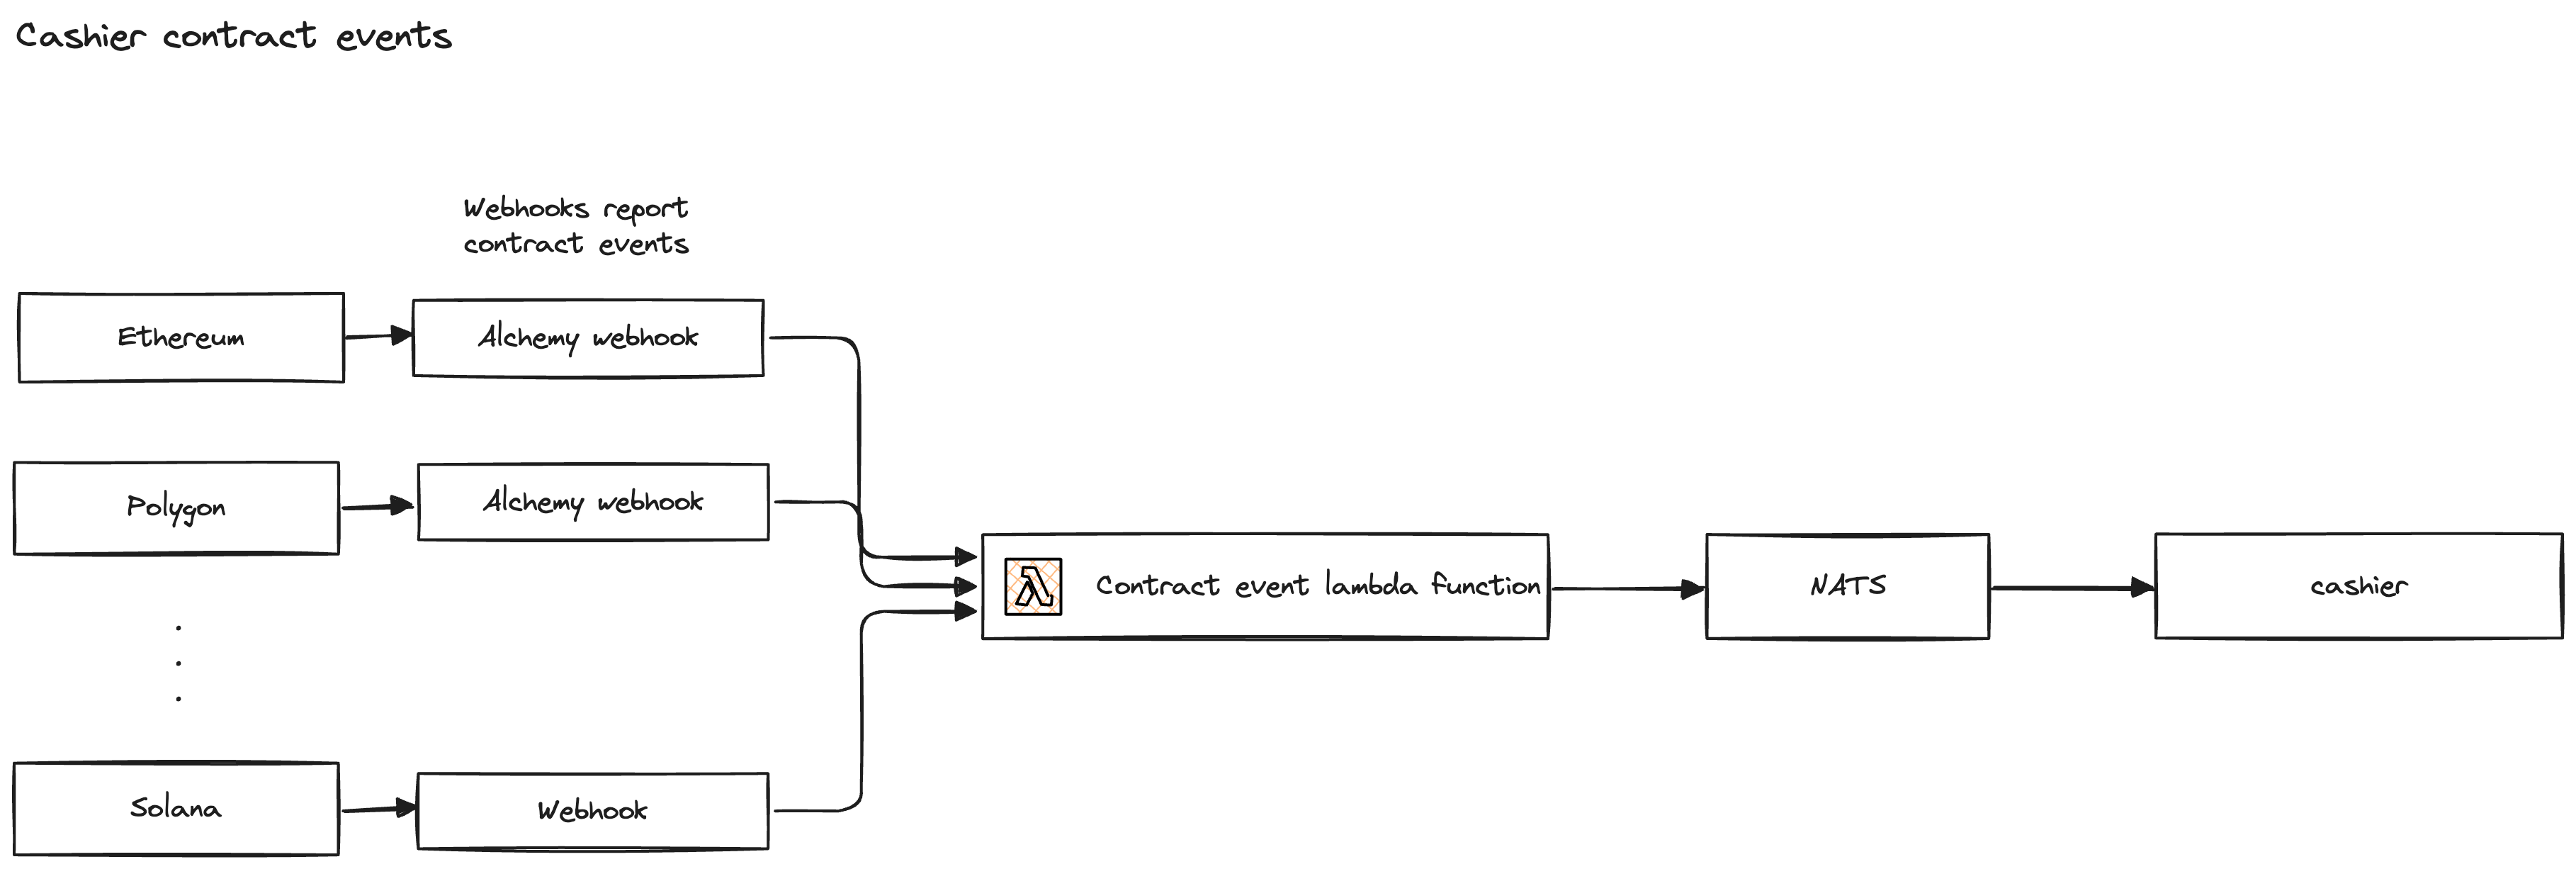 Cashier contract events
Webhooks report
contract events
Ethereum
Alchemy webhook
Polygon
Alchemy webhook
.
.
.
Solana
Webhook
λ
Contract event lambda function
NATS
cashier